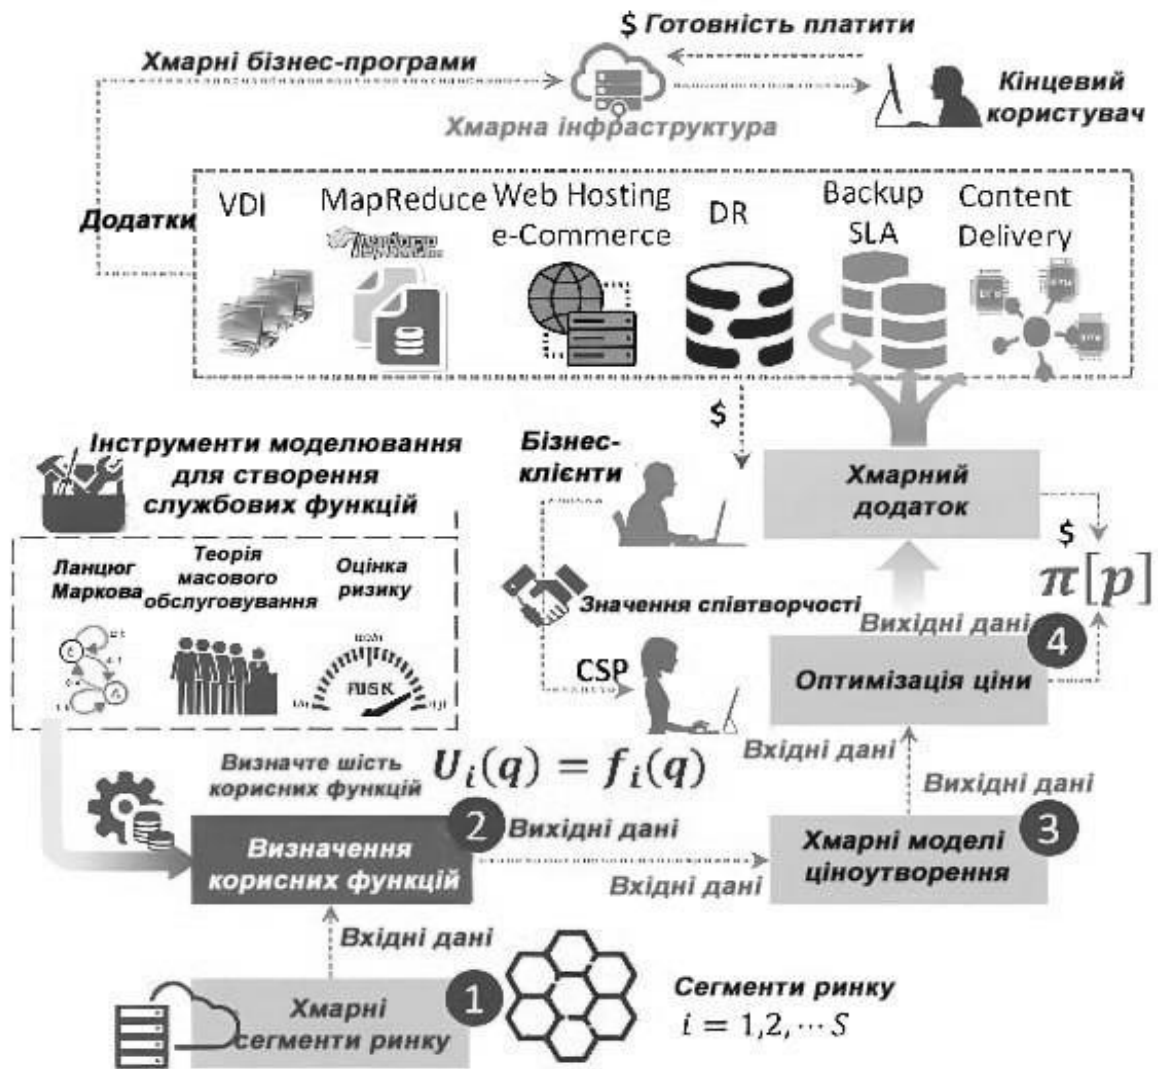 $ Готовність платити
Хмарні бізнес-програми
Кінцевий
користувач
Хмарна інфраструктура
Додатки
VDI
MapReduce
Web Hosting
e-Commerce
DR
Backup
SLA
Content
Delivery
$
Інструменти моделювання
для створення
службових функцій
Бізнес-
клієнти
Хмарний
додаток
Ланцюг
Маркова
Теорія
масового
обслуговування
Оцінка
ризику
RISK
$
π[p]
Значення співтворчості
CSP
Вихідні дані
4
Оптимізація ціни
Вхідні дані
Вихідні дані
Визначте шість
корисних функцій
U_i(q) = f_i(q)
2
Визначення
корисних функцій
Вихідні дані
Вхідні дані
3
Хмарні моделі
ціноутворення
Вхідні дані
1
Хмарні
сегменти ринку
Сегменти ринку
i = 1,2, ⋯ S